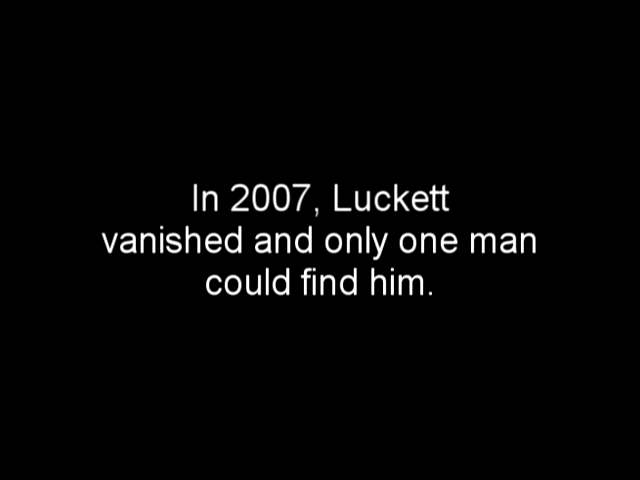 In 2007, Luckett
vanished and only one man
could find him.